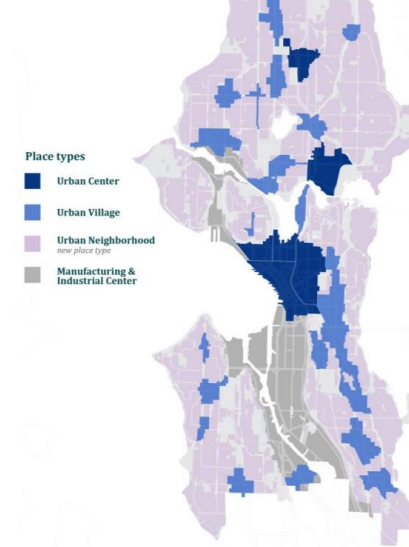 Place types
Urban Center
Urban Village
Urban Neighborhood
new place type
Manufacturing &
Industrial Center